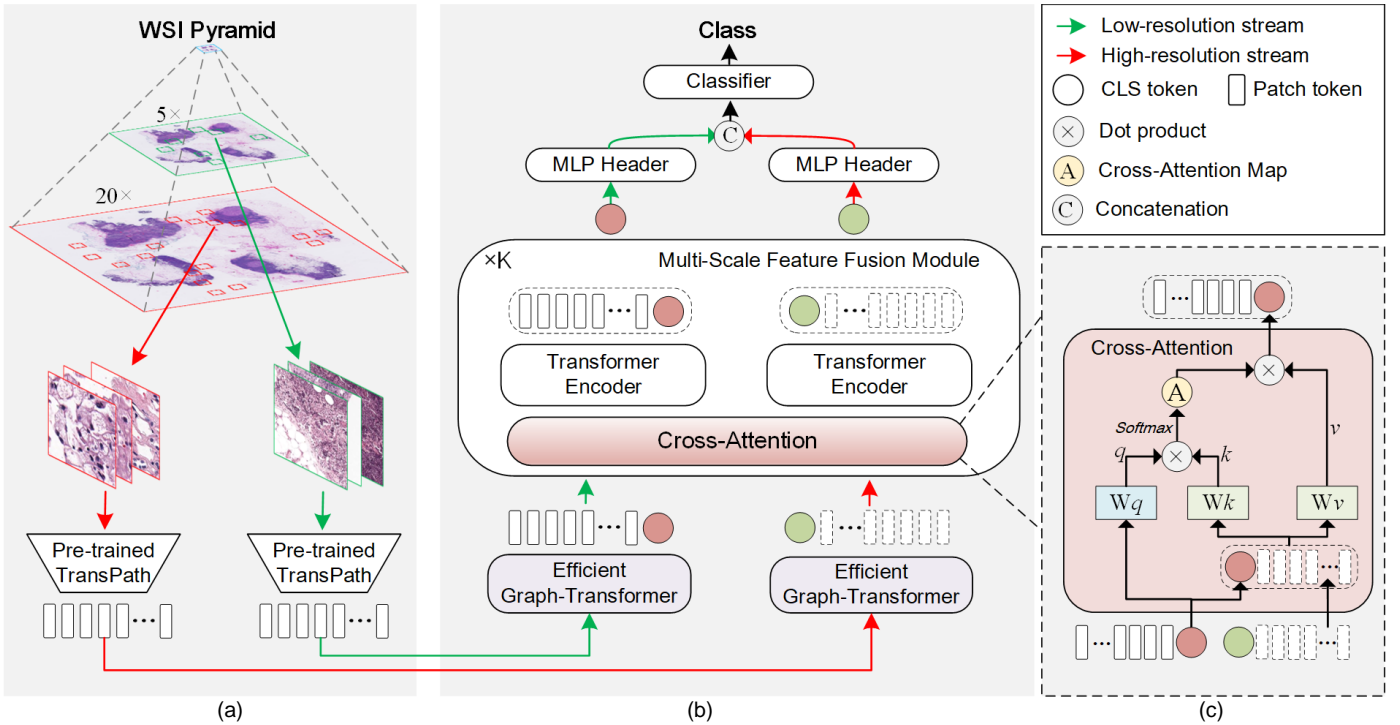 WSI Pyramid
5×
20×
Pre-trained
TransPath
Pre-trained
TransPath
(a)
Class
Classifier
C
MLP Header
MLP Header
×K
Multi-Scale Feature Fusion Module
Transformer
Encoder
Transformer
Encoder
Cross-Attention
Efficient
Graph-Transformer
Efficient
Graph-Transformer
(b)
Low-resolution stream
High-resolution stream
CLS token
Patch token
× Dot product
A Cross-Attention Map
C Concatenation
Cross-Attention
×
A
Softmax
v
q
×
k
Wq
Wk
Wv
(c)